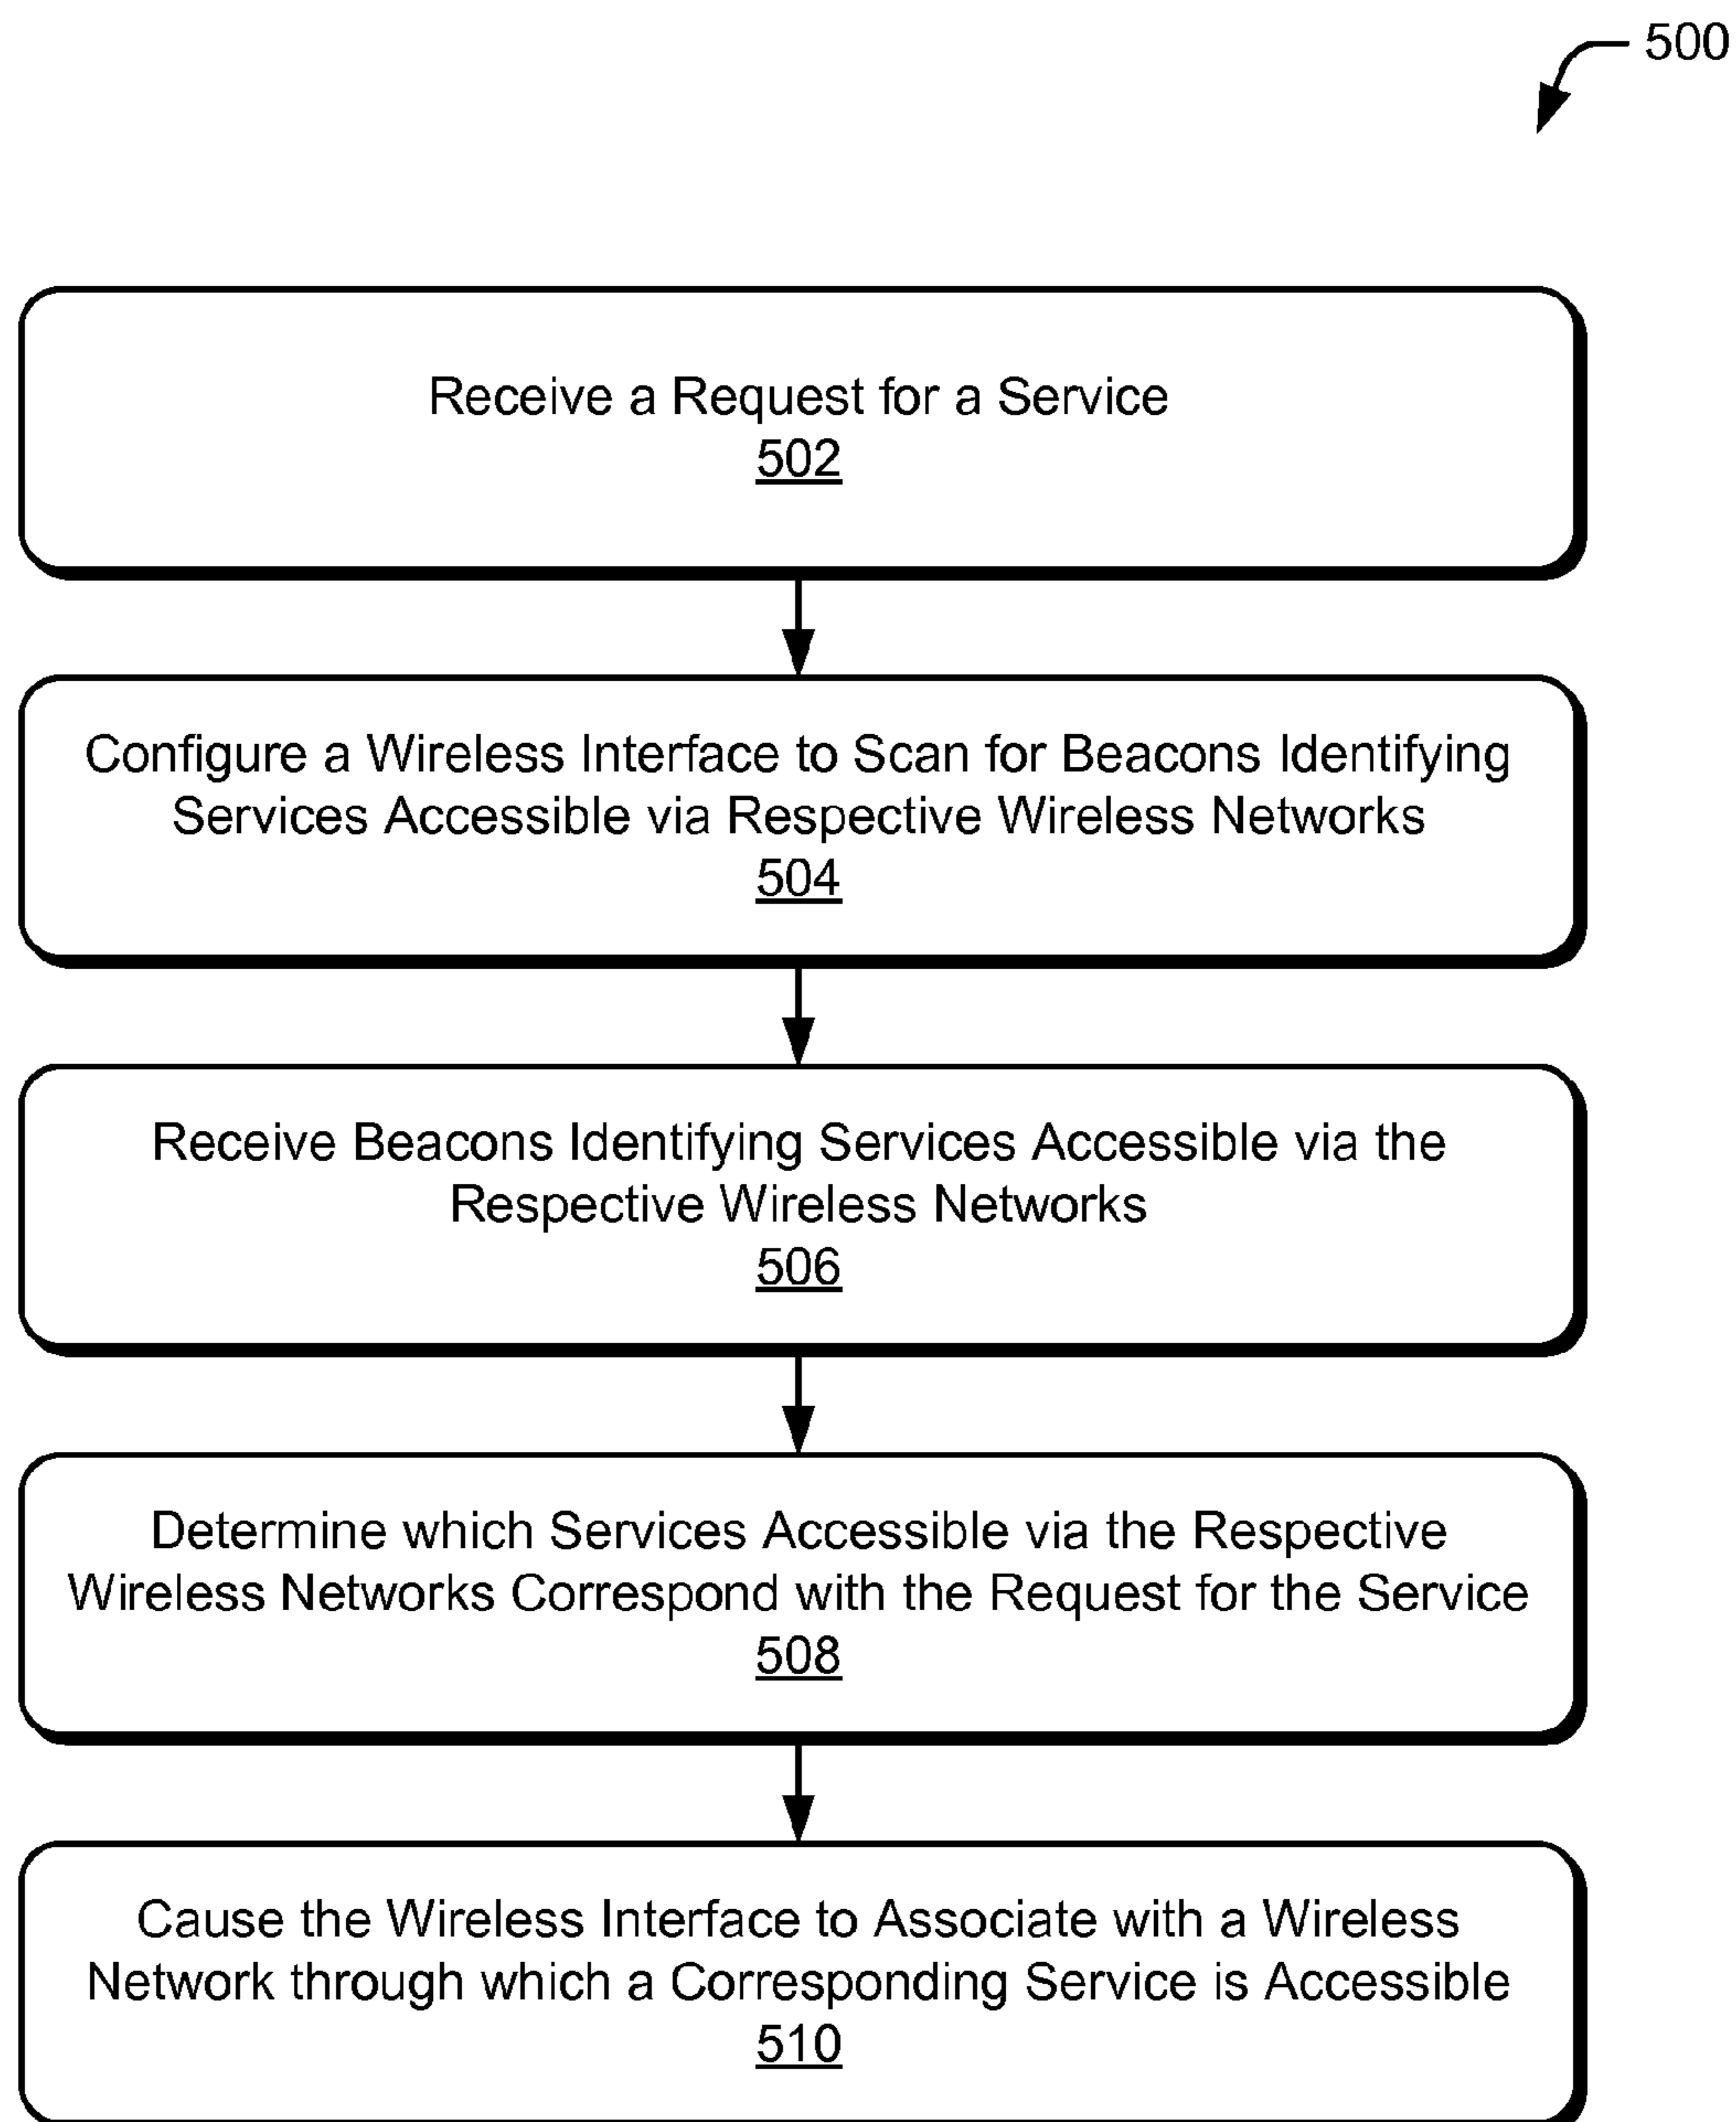 500
Receive a Request for a Service
502
Configure a Wireless Interface to Scan for Beacons Identifying
Services Accessible via Respective Wireless Networks
504
Receive Beacons Identifying Services Accessible via the
Respective Wireless Networks
506
Determine which Services Accessible via the Respective
Wireless Networks Correspond with the Request for the Service
508
Cause the Wireless Interface to Associate with a Wireless
Network through which a Corresponding Service is Accessible
510